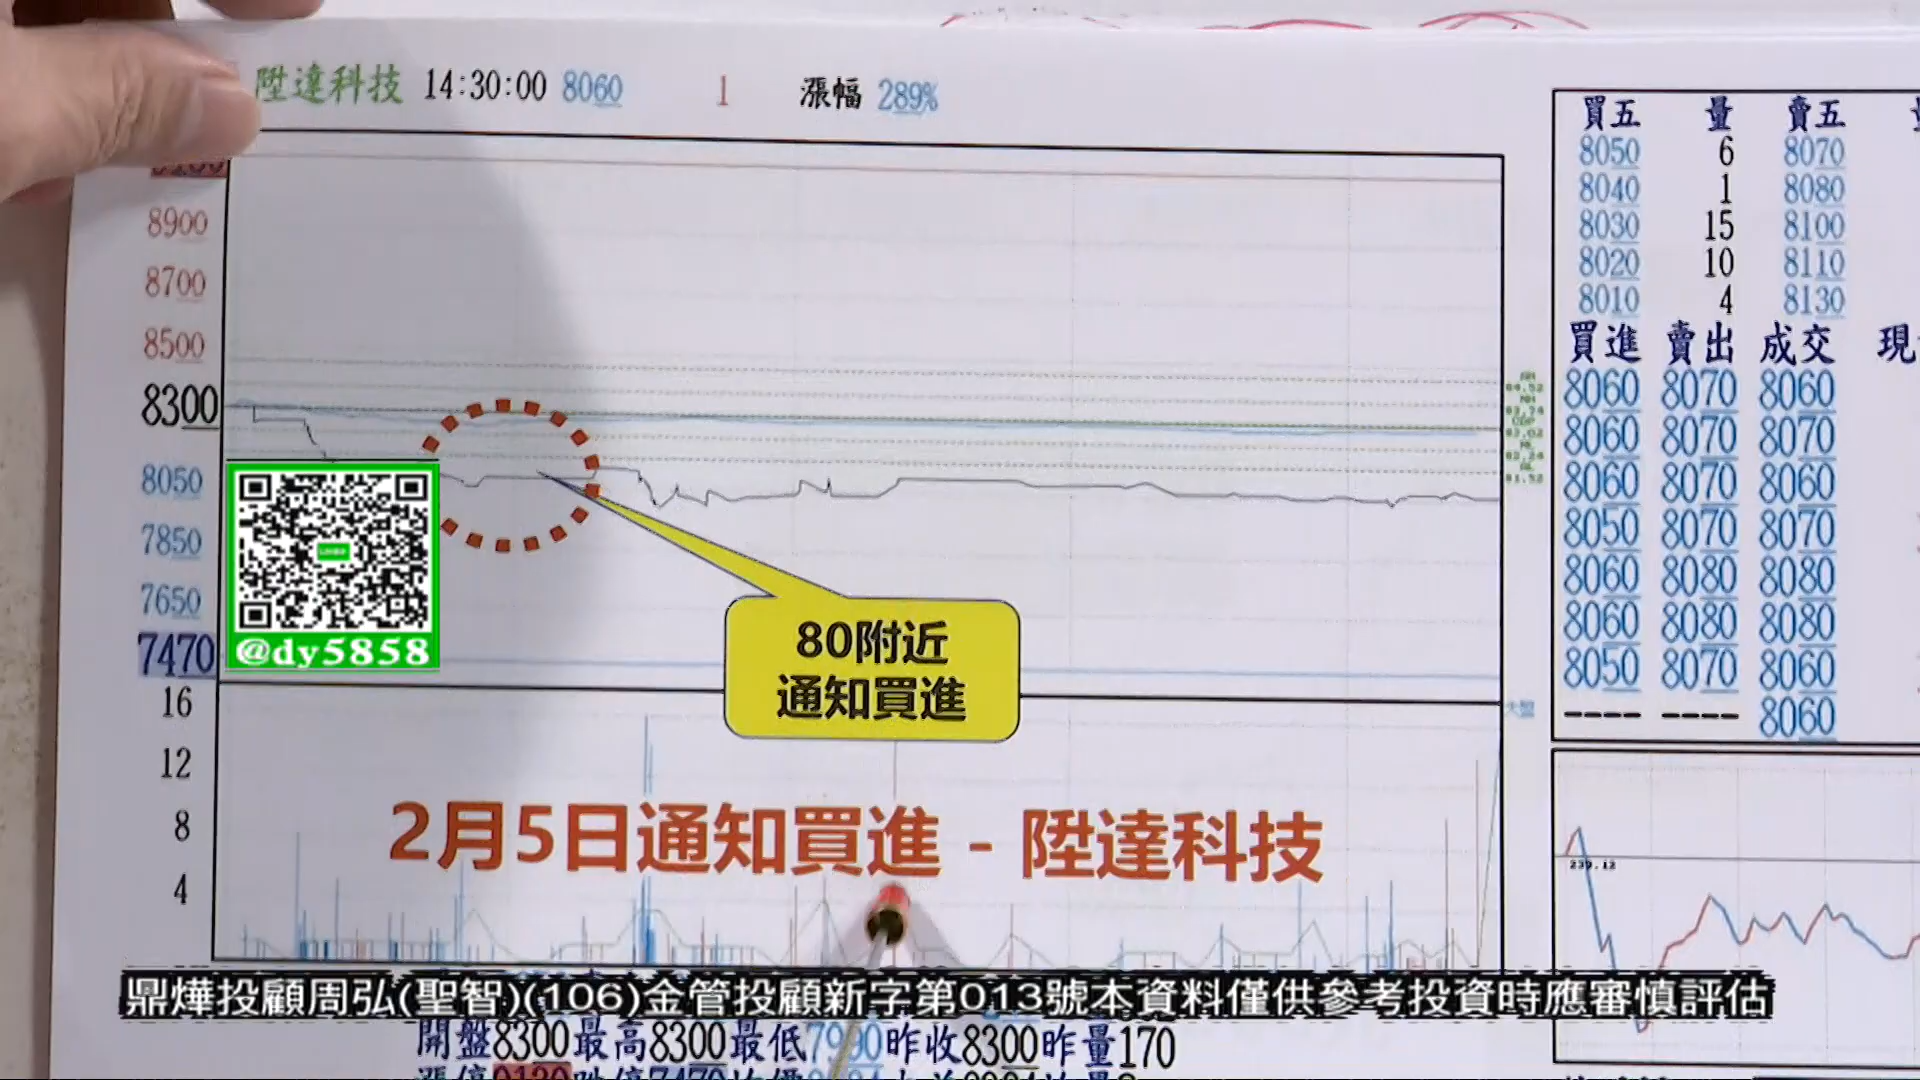 陞達科技 14:30:00 8060 1 漲幅 289%
8900
8700
8500
8300
8050
7850
7650
7470
16
12
8
4
@dy5858
80附近
通知買進
2月5日通知買進 - 陞達科技
買五 量 賣五
8050 6 8070
8040 1 8080
8030 15 8100
8020 10 8110
8010 4 8130
買進 賣出 成交 現
8060 8070 8060
8060 8070 8070
8060 8070 8060
8050 8070 8070
8060 8080 8080
8060 8080 8080
8050 8070 8060
---- ---- 8060
大盤
239.12
鼎燁投顧周弘(聖智)(106)金管投顧新字第013號本資料僅供參考投資時應審慎評估
開盤8300最高8300最低7990昨收8300昨量170